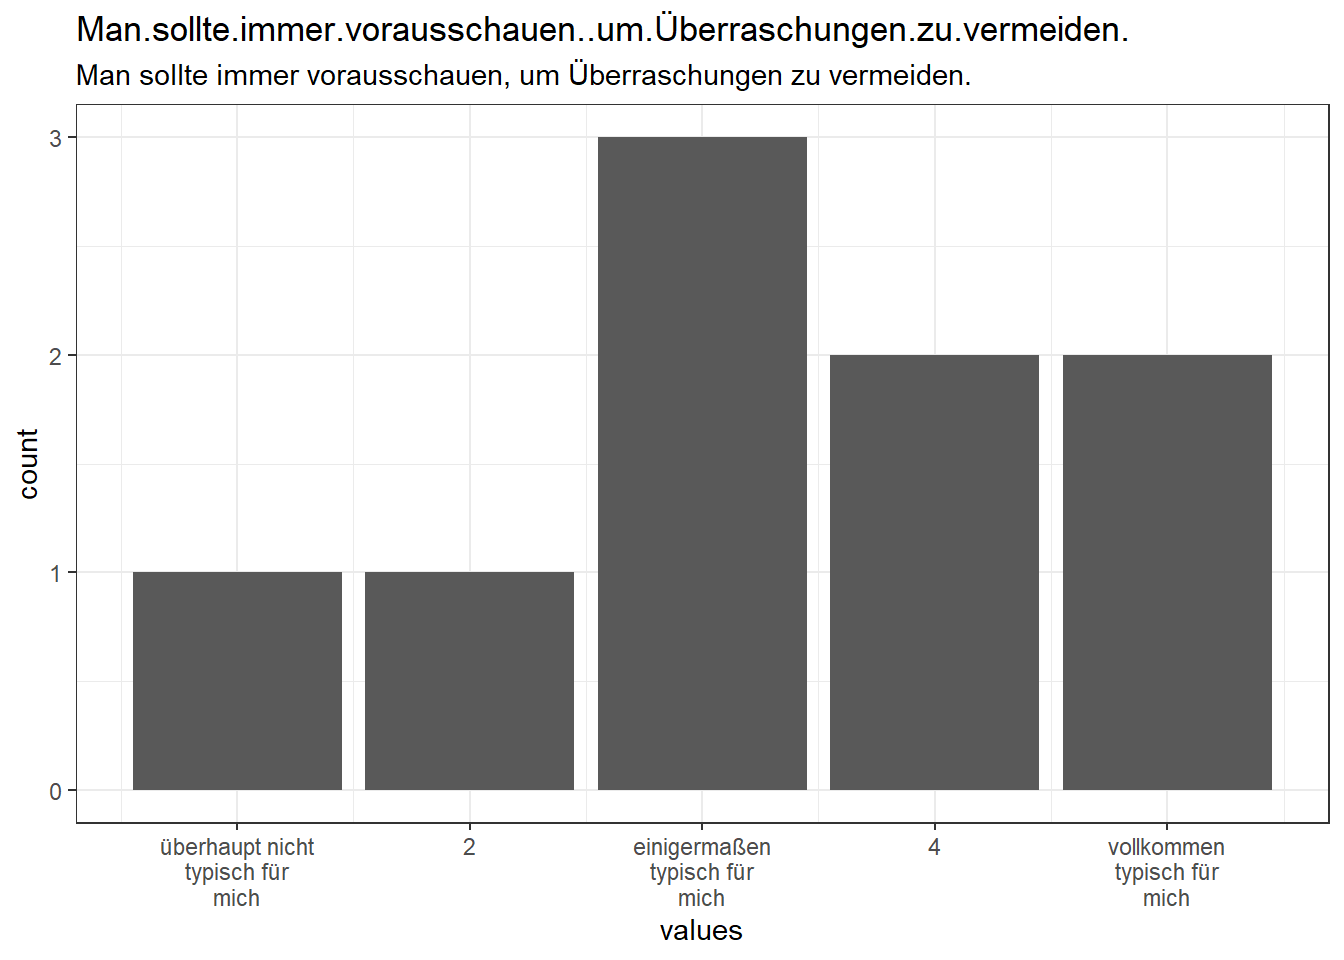 Man.sollte.immer.vorausschauen..um.Überraschungen.zu.vermeiden.
Man sollte immer vorausschauen, um Überraschungen zu vermeiden.
3
2
1
0
count
überhaupt nicht
typisch für
mich
2
einigermaßen
typisch für
mich
4
vollkommen
typisch für
mich
values